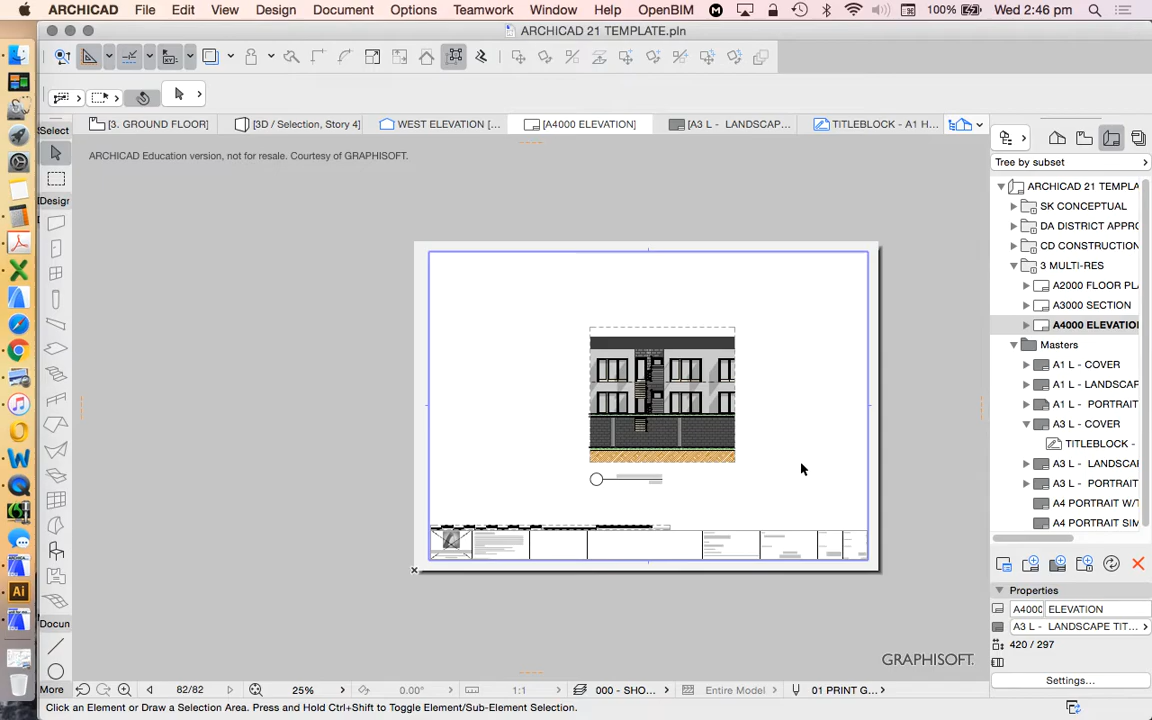 ARCHICAD File Edit View Design Document Options Teamwork Window Help OpenBIM 100% Wed 2:46 pm
ARCHICAD 21 TEMPLATE.pln
[3. GROUND FLOOR]
[3D / Selection, Story 4]
WEST ELEVATION [...
[A4000 ELEVATION]
[A3 L - LANDSCAP...
TITLEBLOCK - A1 H...
Select
ARCHICAD Education version, not for resale. Courtesy of GRAPHISOFT.
Design
Tree by subset
ARCHICAD 21 TEMPLA
SK CONCEPTUAL
DA DISTRICT APPRO
CD CONSTRUCTION
3 MULTI-RES
A2000 FLOOR PLA
A3000 SECTION
A4000 ELEVATION
Masters
A1 L - COVER
A1 L - LANDSCAP
A1 L - PORTRAIT
A3 L - COVER
TITLEBLOCK -
A3 L - LANDSCA
A3 L - PORTRAIT
A4 PORTRAIT W/T
A4 PORTRAIT SIM
Properties
A4000 ELEVATION
A3 L - LANDSCAPE TIT...
420 / 297
Settings...
Docun
GRAPHISOFT.
More
82/82
25%
0.00°
1:1
000 - SHO...
Entire Model
01 PRINT G...
Click an Element or Draw a Selection Area. Press and Hold Ctrl+Shift to Toggle Element/Sub-Element Selection.